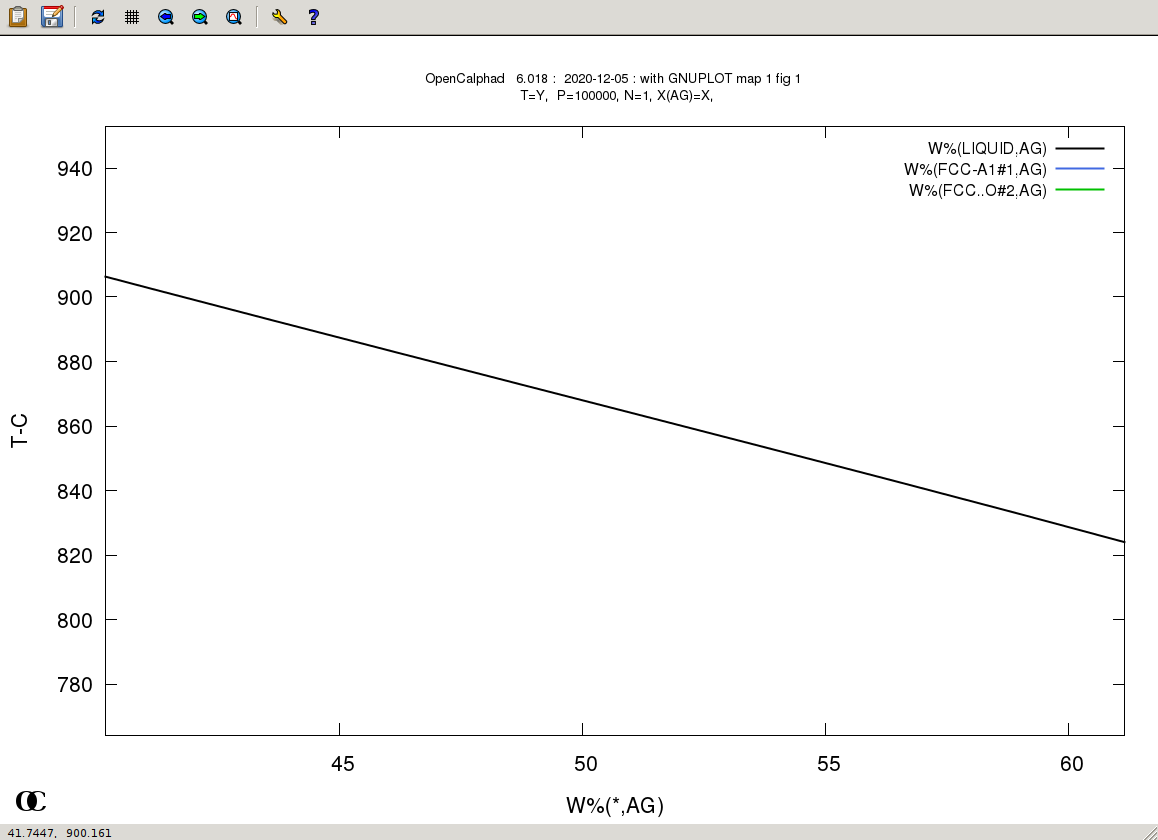 OpenCalphad 6.018 : 2020-12-05 : with GNUPLOT map 1 fig 1
T=Y, P=100000, N=1, X(AG)=X,
W%(LIQUID,AG)
W%(FCC-A1#1,AG)
W%(FCC..O#2,AG)
940
920
900
880
860
840
820
800
780
T-C
45 50 55 60
W%(*,AG)
OC
41.7447, 900.161